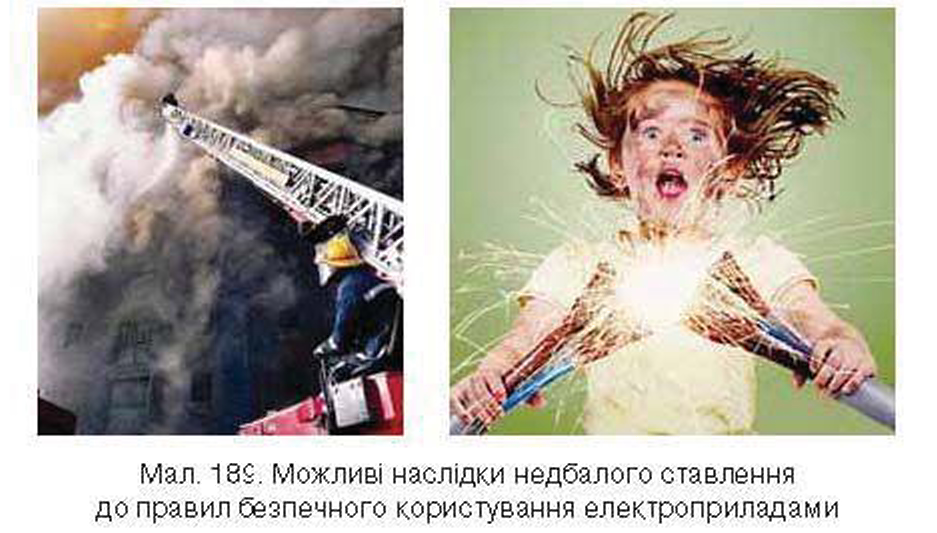 Мал. 189. Можливі наслідки недбалого ставлення
до правил безпечного користування електроприладами